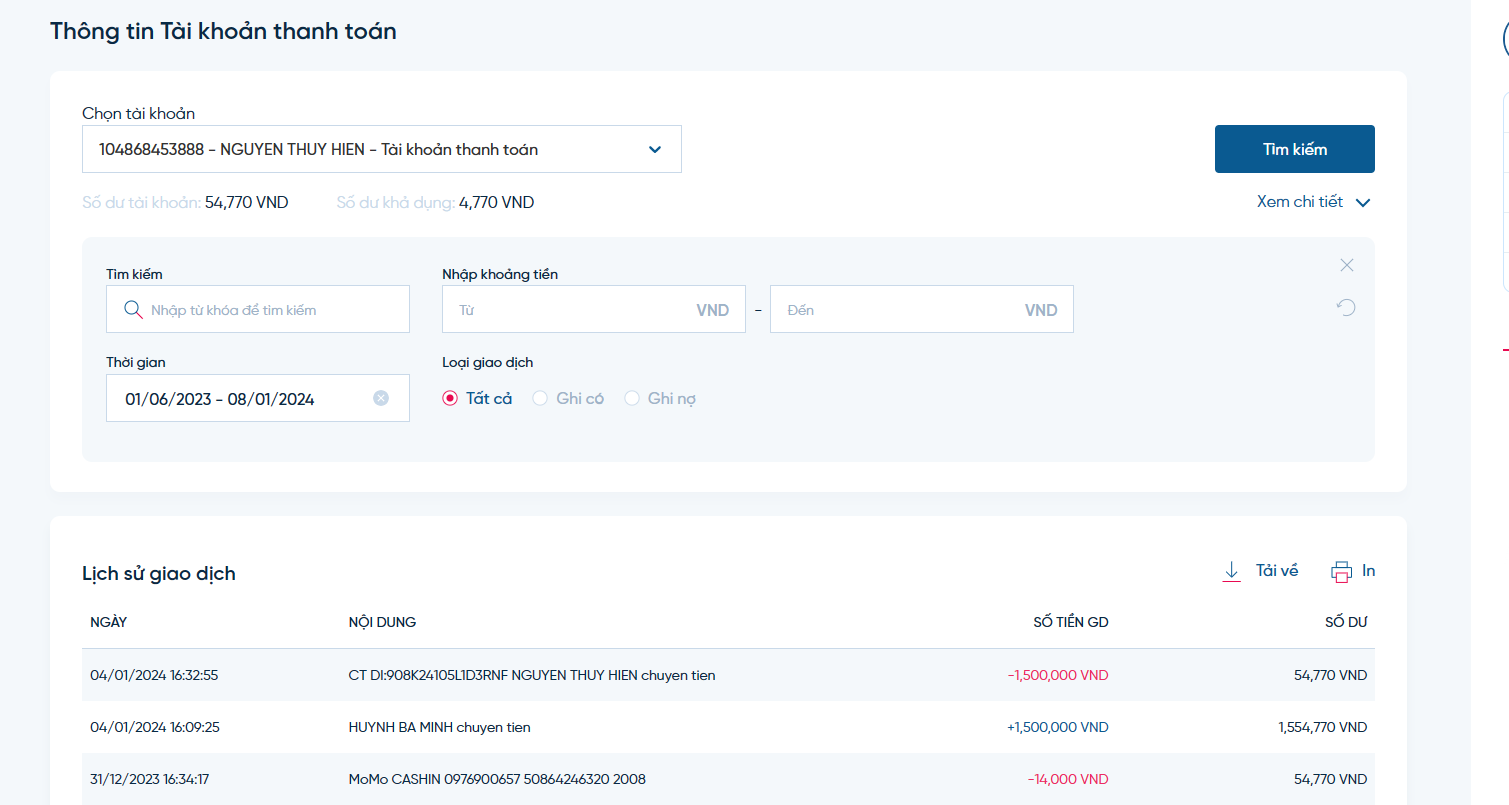 Thông tin Tài khoản thanh toán
Chọn tài khoản
104868453888 - NGUYEN THUY HIEN - Tài khoản thanh toán
Tìm kiếm
Số dư tài khoản: 54,770 VND Số dư khả dụng: 4,770 VND Xem chi tiết
Tìm kiếm Nhập khoảng tiền
Nhập từ khóa để tìm kiếm Từ VND - Đến VND
Thời gian Loại giao dịch
01/06/2023 - 08/01/2024 Tất cả Ghi có Ghi nợ
Lịch sử giao dịch Tải về In
NGÀY NỘI DUNG SỐ TIỀN GD SỐ DƯ
04/01/2024 16:32:55 CT DI:908K24105L1D3RNF NGUYEN THUY HIEN chuyen tien -1,500,000 VND 54,770 VND
04/01/2024 16:09:25 HUYNH BA MINH chuyen tien +1,500,000 VND 1,554,770 VND
31/12/2023 16:34:17 MoMo CASHIN 0976900657 50864246320 2008 -14,000 VND 54,770 VND